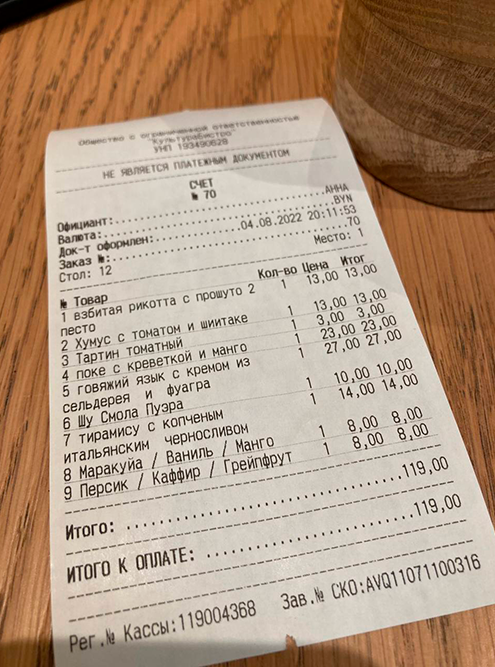 Общество с ограниченной ответственностью
"КультураБистро"
УНП 193490628
НЕ ЯВЛЯЕТСЯ ПЛАТЕЖНЫМ ДОКУМЕНТОМ
СЧЕТ
№ 70
Официант:.....................................АННА
Валюта:.......................................BYN
Док-т оформлен:................04.08.2022 20:11:53
Заказ №:.......................................70
Стол: 12 Место: 1
№ Товар Кол-во Цена Итог
1 взбитая рикотта с прошуто 2 1 13,00 13,00
песто
2 Хумус с томатом и шиитаке 1 13,00 13,00
3 Тартин томатный 1 3,00 3,00
4 поке с креветкой и манго 1 23,00 23,00
5 говяжий язык с кремом из 1 27,00 27,00
сельдерея и фуагра
6 Шу Смола Пуэра 1 10,00 10,00
7 тирамису с копченым 1 14,00 14,00
итальянским черносливом
8 Маракуйа / Ваниль / Манго 1 8,00 8,00
9 Персик / Каффир / Грейпфрут 1 8,00 8,00
Итого: ..............................119,00
ИТОГО К ОПЛАТЕ: ......................119,00
Рег.№ Кассы:119004368 Зав.№ СКО:AVQ11071100316